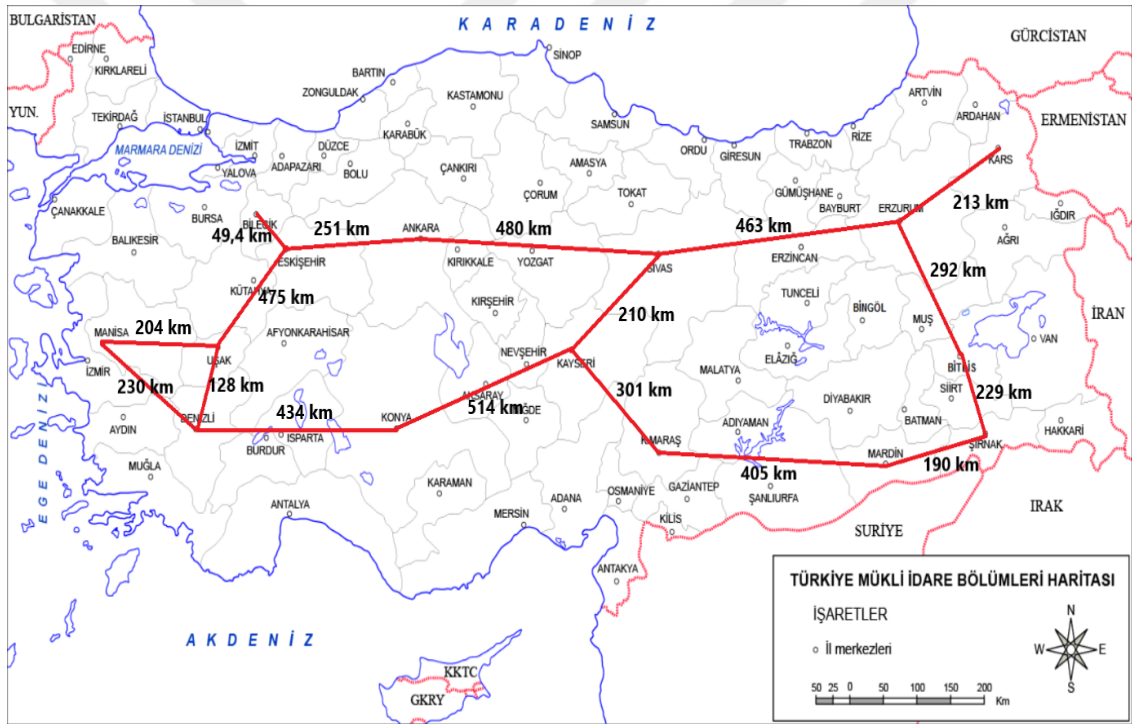 BULGARİSTAN
KARADENİZ
GÜRCİSTAN
EDİRNE
KIRKLARELİ
SİNOP
BARTIN
ZONGULDAK
KASTAMONU
ARTVİN
ARDAHAN
YUN.
TEKİRDAĞ
İSTANBUL
KARABÜK
SAMSUN
ERMENİSTAN
MARMARA DENİZİ
İZMİT
DÜZCE
ORDU
GİRESUN
TRABZON
RİZE
KARS
YALOVA
ADAPAZARI
BOLU
ÇANKIRI
AMASYA
ÇORUM
TOKAT
GÜMÜŞHANE
BAYBURT
ÇANAKKALE
BURSA
BİLECİK
ERZURUM
213 km
IĞDIR
49,4 km
251 km
ANKARA
480 km
463 km
AĞRI
BALIKESİR
ESKİŞEHİR
KIRIKKALE
YOZGAT
SİVAS
ERZİNCAN
292 km
KÜTAHYA
475 km
KIRŞEHİR
210 km
TUNCELİ
BİNGÖL
İRAN
MANİSA
204 km
AFYONKARAHİSAR
MUŞ
VAN
UŞAK
NEVŞEHİR
KAYSERİ
ELÂZIĞ
BİTLİS
İZMİR
230 km
128 km
AKSARAY
514 km
301 km
MALATYA
SİİRT
229 km
DENİZLİ
434 km
KONYA
NİĞDE
DİYABAKIR
BATMAN
AYDIN
ISPARTA
BURDUR
K.MARAŞ
ADIYAMAN
MARDİN
ŞIRNAK
HAKKARİ
EGE DENİZİ
MUĞLA
405 km
190 km
KARAMAN
ADANA
OSMANİYE
GAZİANTEP
ŞANLIURFA
ANTALYA
MERSİN
KİLİS
SURİYE
IRAK
ANTAKYA
AKDENİZ
KKTC
GKRY
TÜRKİYE MÜKLİ İDARE BÖLÜMLERİ HARİTASI
İŞARETLER
İl merkezleri
N
W
E
S
50 25 0 50 100 150 200
Km